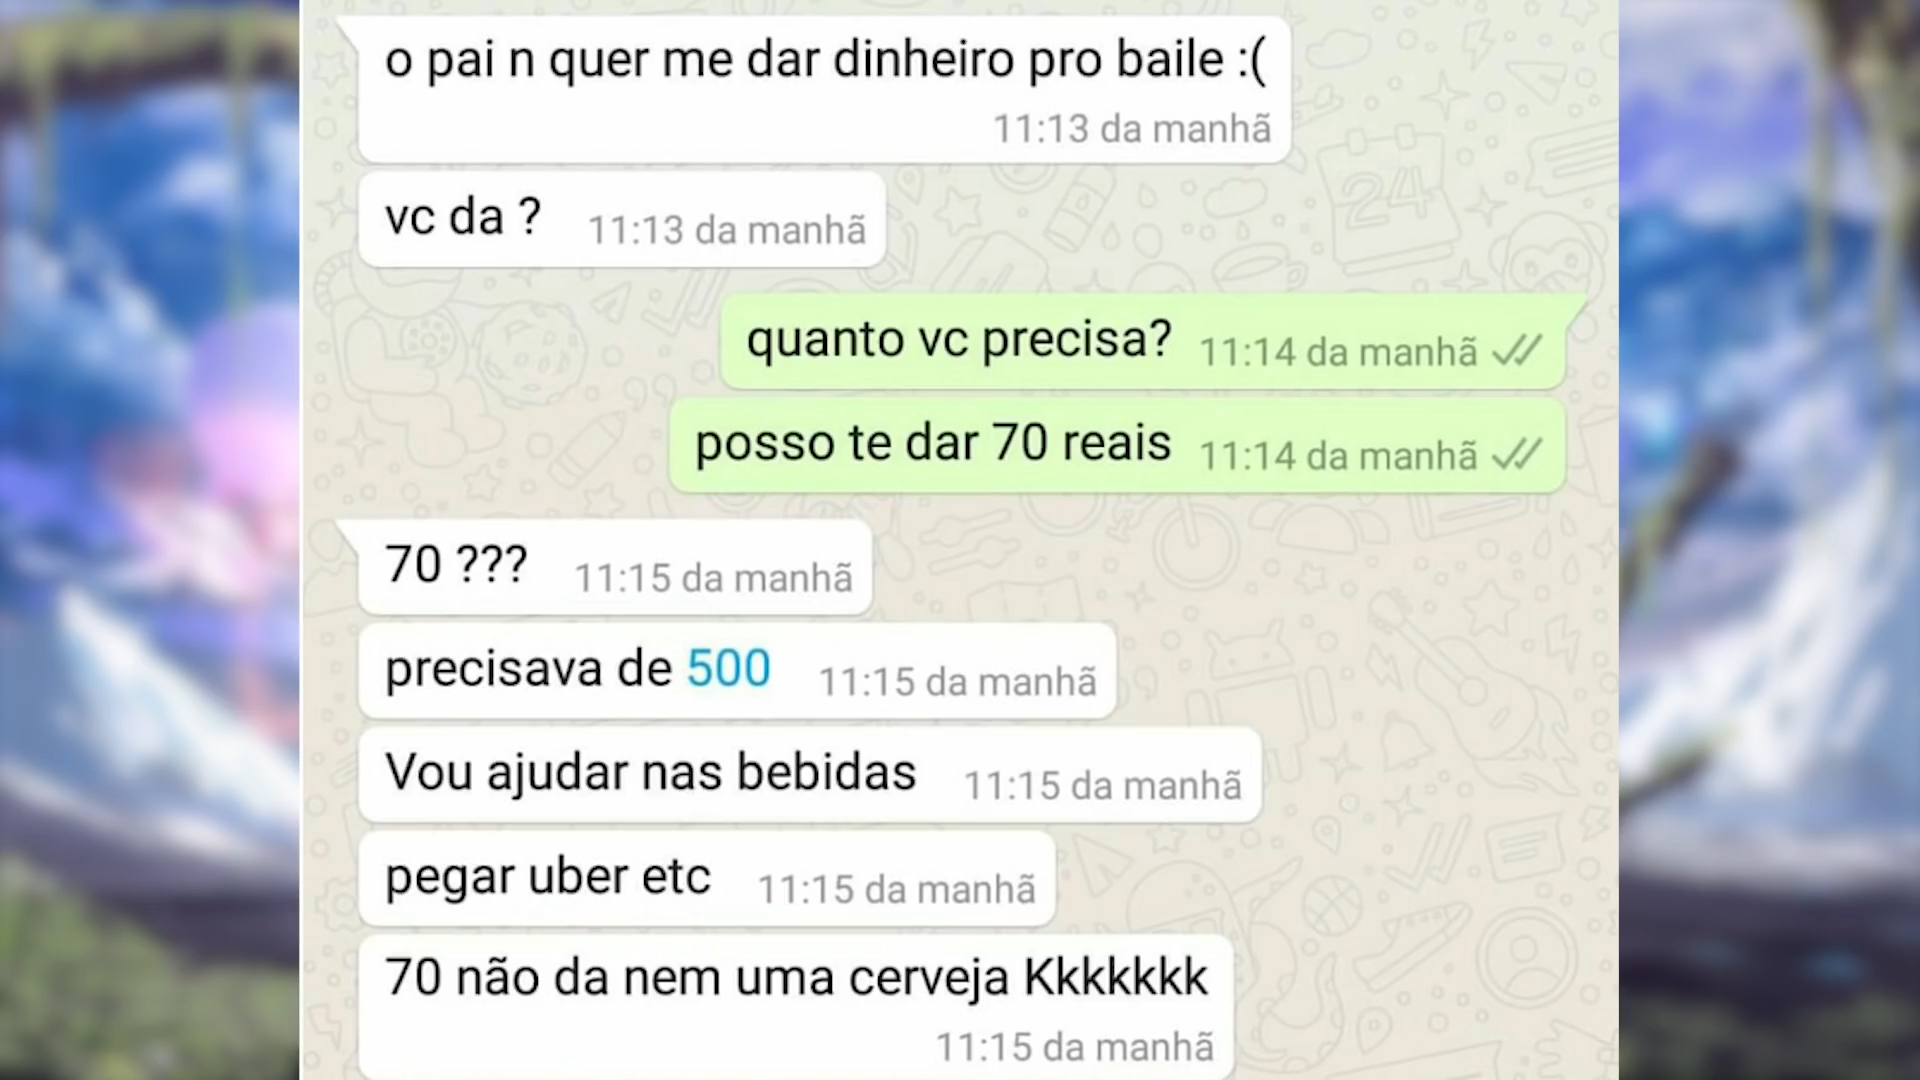 o pai n quer me dar dinheiro pro baile :(
11:13 da manhã
vc da ? 11:13 da manhã
quanto vc precisa? 11:14 da manhã
posso te dar 70 reais 11:14 da manhã
70 ??? 11:15 da manhã
precisava de 500 11:15 da manhã
Vou ajudar nas bebidas 11:15 da manhã
pegar uber etc 11:15 da manhã
70 não da nem uma cerveja Kkkkkkk
11:15 da manhã